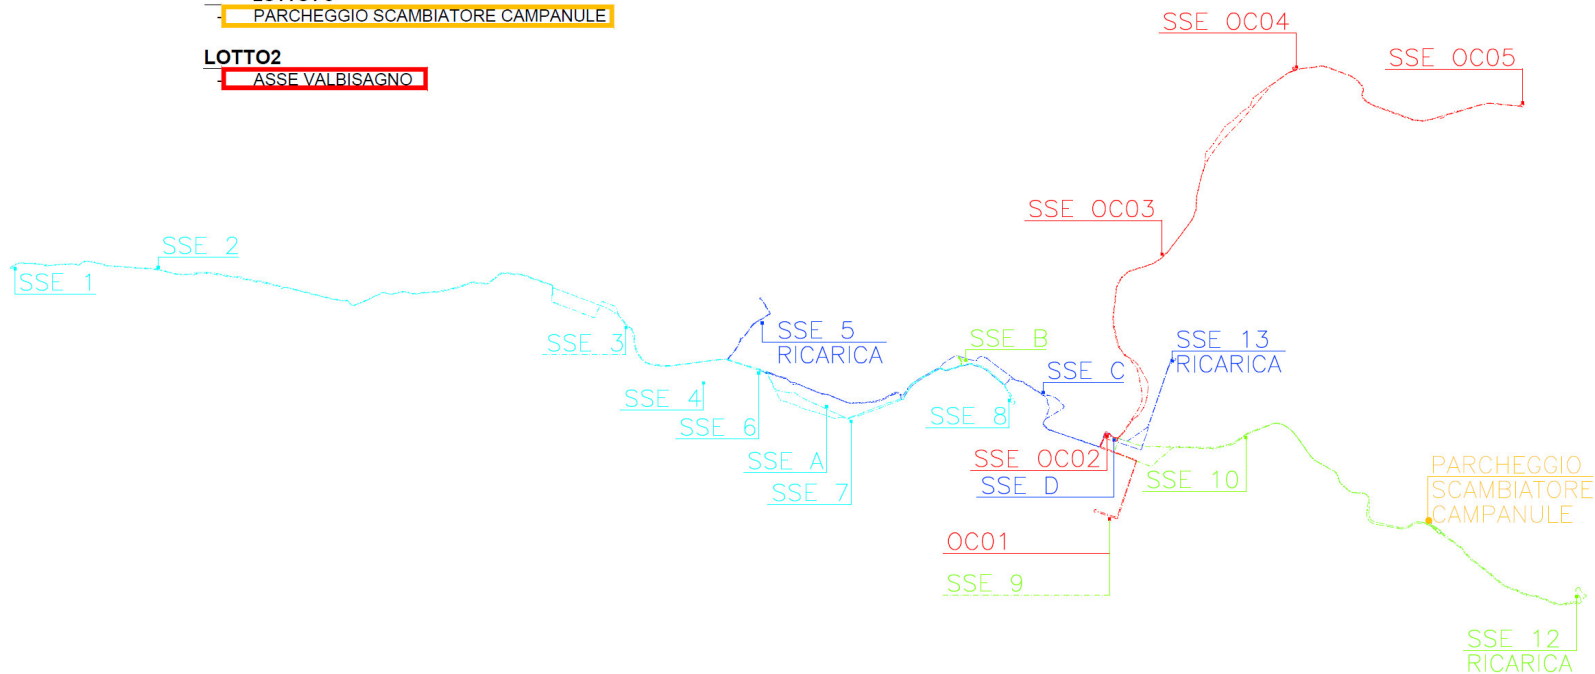 PARCHEGGIO SCAMBIATORE CAMPANULE
LOTTO2
ASSE VALBISAGNO
SSE OC04
SSE OC05
SSE OC03
SSE 2
SSE 1
SSE 3
SSE 5
RICARICA
SSE B
SSE 13
RICARICA
SSE C
SSE 4
SSE 6
SSE 8
SSE A
SSE 7
SSE OC02
SSE D
SSE 10
PARCHEGGIO
SCAMBIATORE
CAMPANULE
OC01
SSE 9
SSE 12
RICARICA